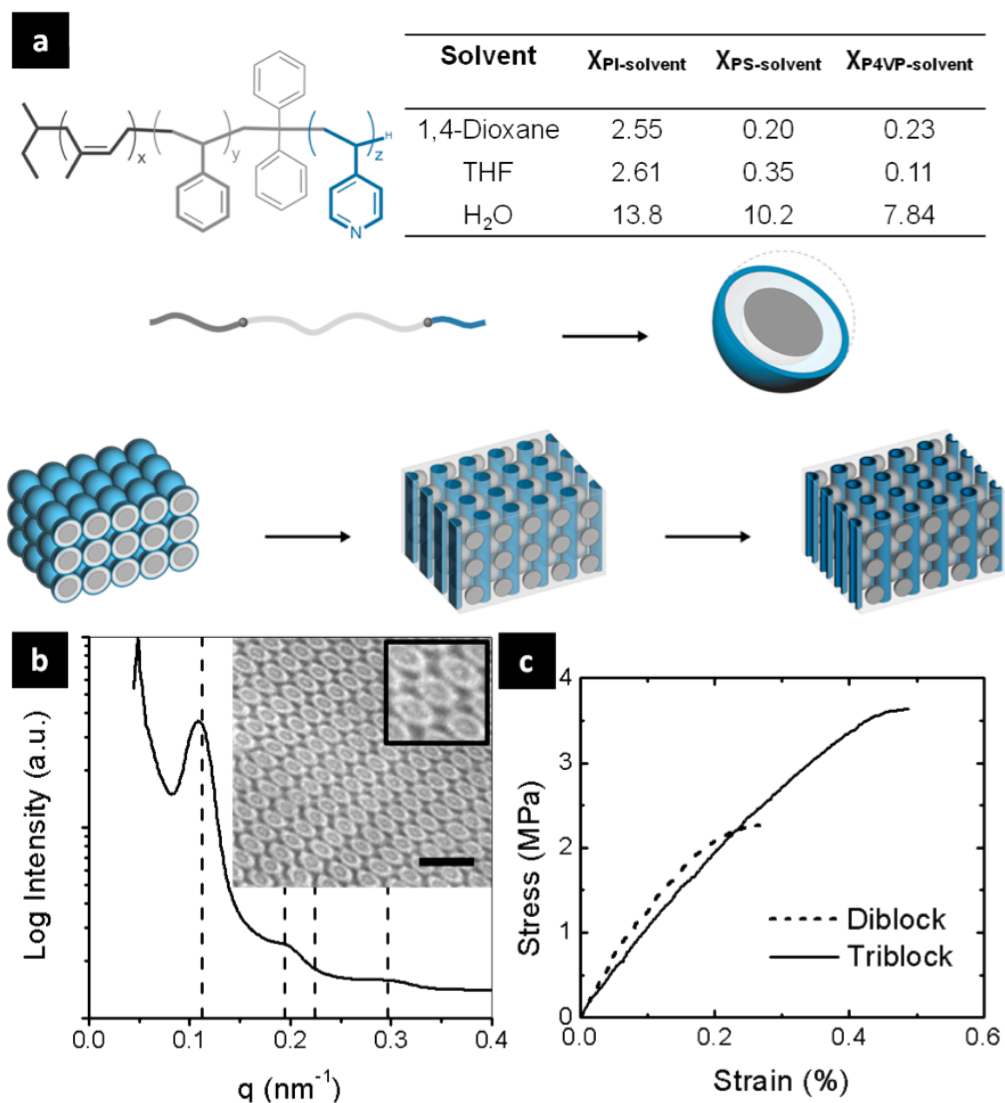 a
Solvent XPI-solvent XPS-solvent XP4VP-solvent
1,4-Dioxane 2.55 0.20 0.23
THF 2.61 0.35 0.11
H2O 13.8 10.2 7.84
x y z H
N
b
Log Intensity (a.u.)
0.0 0.1 0.2 0.3 0.4
q (nm-1)
c
Stress (MPa)
4
3
2
1
0
Diblock
Triblock
0.0 0.2 0.4 0.6
Strain (%)